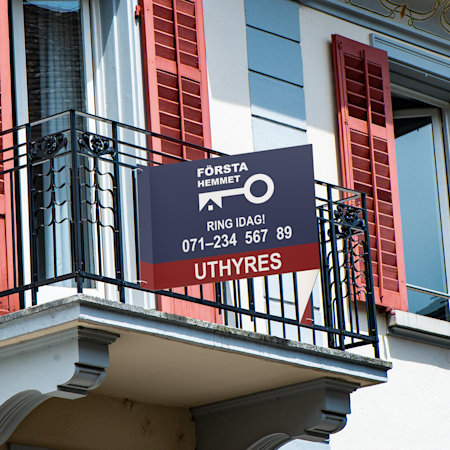 FÖRSTA
HEMMET
RING IDAG!
071–234 567 89
UTHYRES